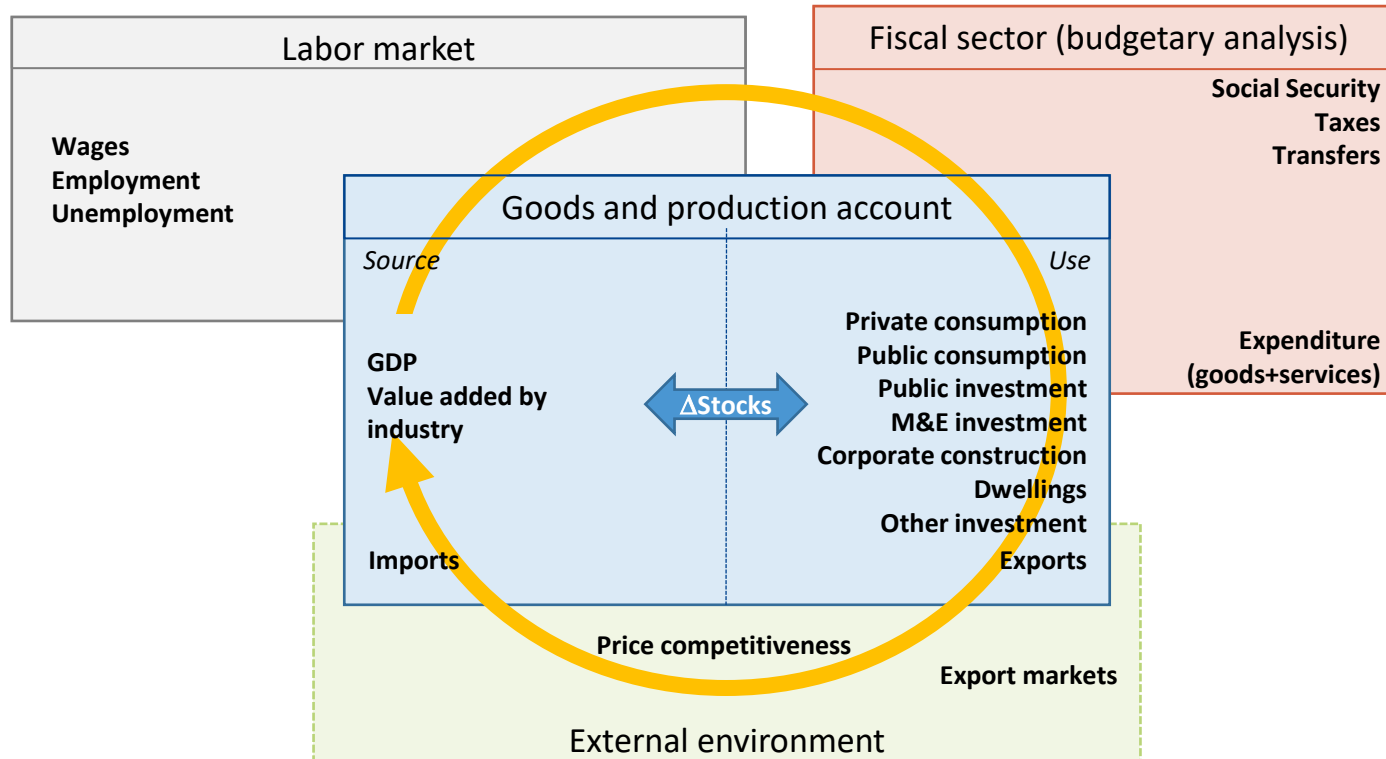 Labor market
Wages
Employment
Unemployment
Fiscal sector (budgetary analysis)
Social Security
Taxes
Transfers
Expenditure
(goods+services)
Goods and production account
Source
GDP
Value added by
industry
Imports
ΔStocks
Use
Private consumption
Public consumption
Public investment
M&E investment
Corporate construction
Dwellings
Other investment
Exports
Price competitiveness
Export markets
External environment